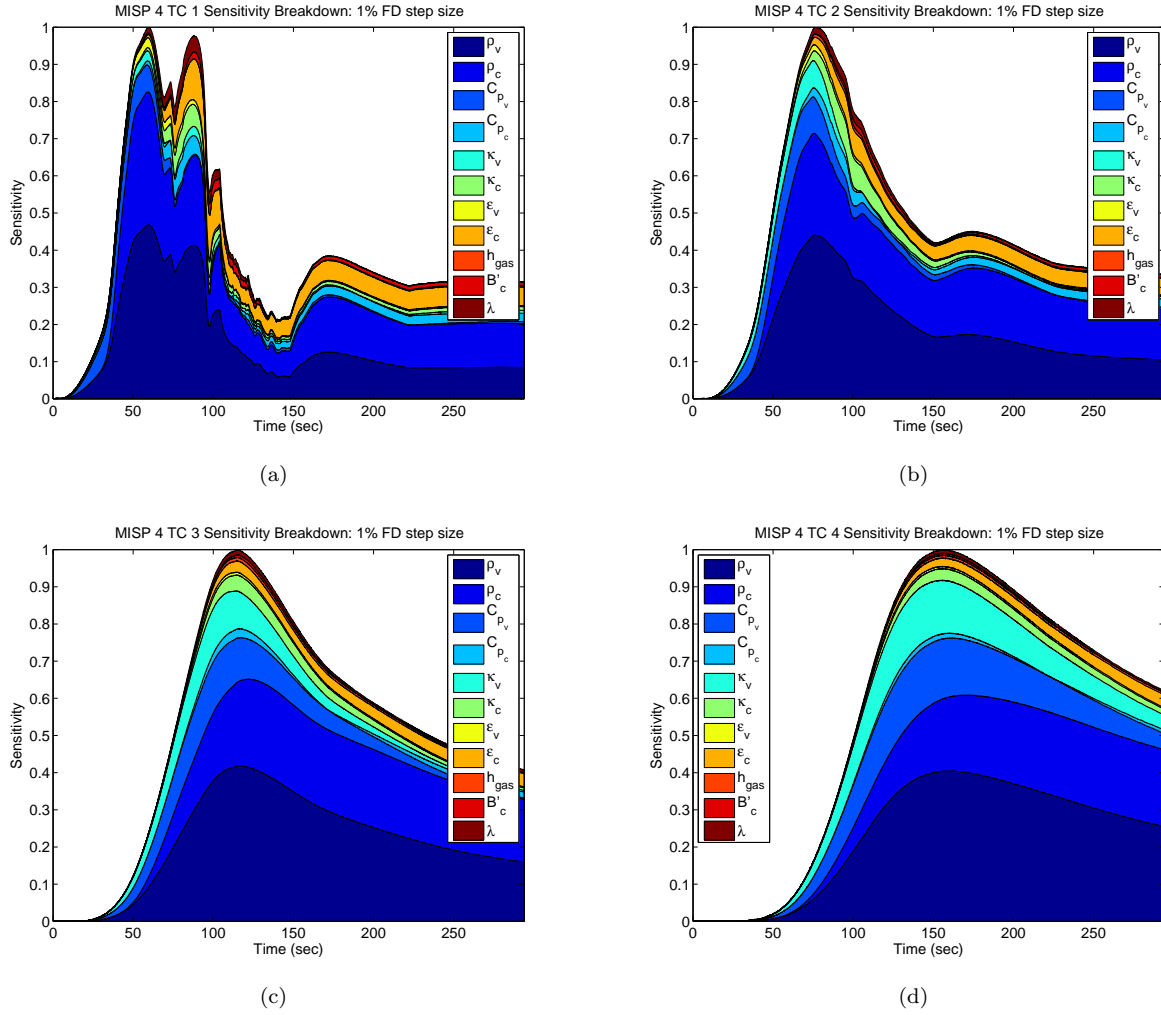 MISP 4 TC 1 Sensitivity Breakdown: 1% FD step size
1
0.9
0.8
0.7
0.6
0.5
0.4
0.3
0.2
0.1
0
Sensitivity
0 50 100 150 200 250
Time (sec)
ρv
ρc
Cpv
Cpc
κv
κc
εv
εc
hgas
B'c
λ
(a)
MISP 4 TC 2 Sensitivity Breakdown: 1% FD step size
1
0.9
0.8
0.7
0.6
0.5
0.4
0.3
0.2
0.1
0
Sensitivity
0 50 100 150 200 250
Time (sec)
ρv
ρc
Cpv
Cpc
κv
κc
εv
εc
hgas
B'c
λ
(b)
MISP 4 TC 3 Sensitivity Breakdown: 1% FD step size
1
0.9
0.8
0.7
0.6
0.5
0.4
0.3
0.2
0.1
0
Sensitivity
0 50 100 150 200 250
Time (sec)
ρv
ρc
Cpv
Cpc
κv
κc
εv
εc
hgas
B'c
λ
(c)
MISP 4 TC 4 Sensitivity Breakdown: 1% FD step size
1
0.9
0.8
0.7
0.6
0.5
0.4
0.3
0.2
0.1
0
Sensitivity
0 50 100 150 200 250
Time (sec)
ρv
ρc
Cpv
Cpc
κv
κc
εv
εc
hgas
B'c
λ
(d)